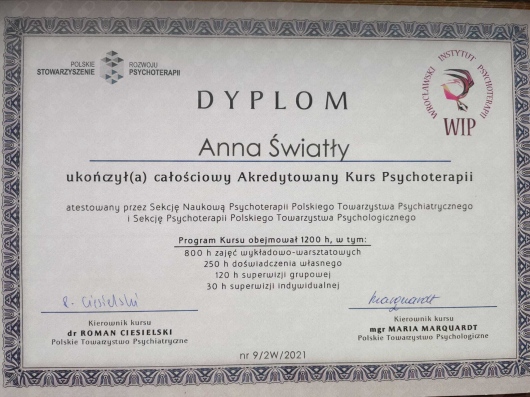 POLSKIE
STOWARZYSZENIE
ROZWOJU
PSYCHOTERAPII
WROCŁAWSKI INSTYTUT PSYCHOTERAPII
WIP
DYPLOM
Anna Światły
ukończył(a) całościowy Akredytowany Kurs Psychoterapii
atestowany przez Sekcję Naukową Psychoterapii Polskiego Towarzystwa Psychiatrycznego
i Sekcję Psychoterapii Polskiego Towarzystwa Psychologicznego
Program Kursu obejmował 1200 h, w tym:
800 h zajęć wykładowo-warsztatowych
250 h doświadczenia własnego
120 h superwizji grupowej
30 h superwizji indywidualnej
R. Ciesielski
Kierownik kursu
dr ROMAN CIESIELSKI
Polskie Towarzystwo Psychiatryczne
Marquardt
Kierownik kursu
mgr MARIA MARQUARDT
Polskie Towarzystwo Psychologiczne
nr 9/2W/2021